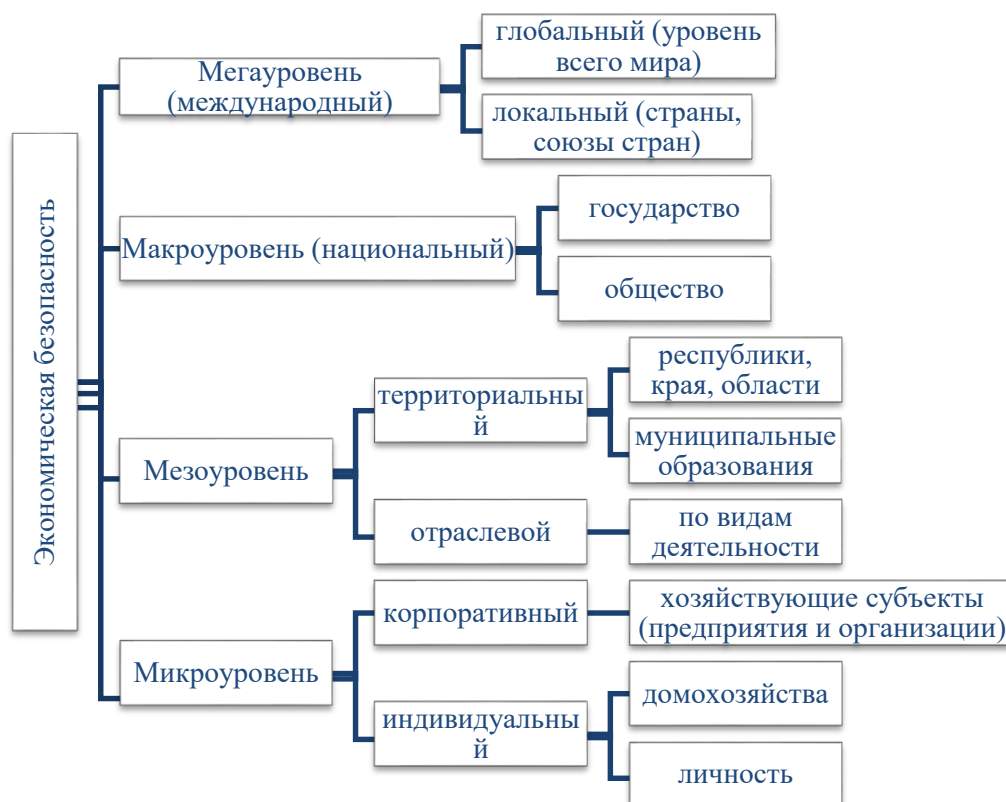 Экономическая безопасность
Мегауровень
(международный)
глобальный (уровень
всего мира)
локальный (страны,
союзы стран)
Макроуровень (национальный)
государство
общество
Мезоуровень
территориальны
й
республики,
края, области
муниципальные
образования
отраслевой
по видам
деятельности
Микроуровень
корпоративный
хозяйствующие субъекты
(предприятия и организации)
индивидуальны
й
домохозяйства
личность